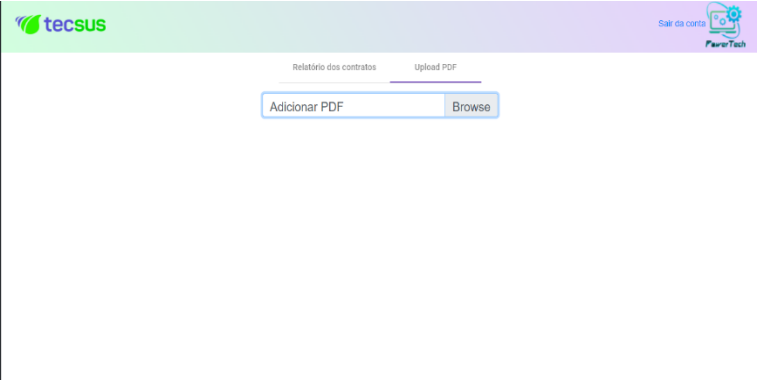 tecsus
Sair da conta
PowerTech
Relatório dos contratos
Upload PDF
Adicionar PDF
Browse